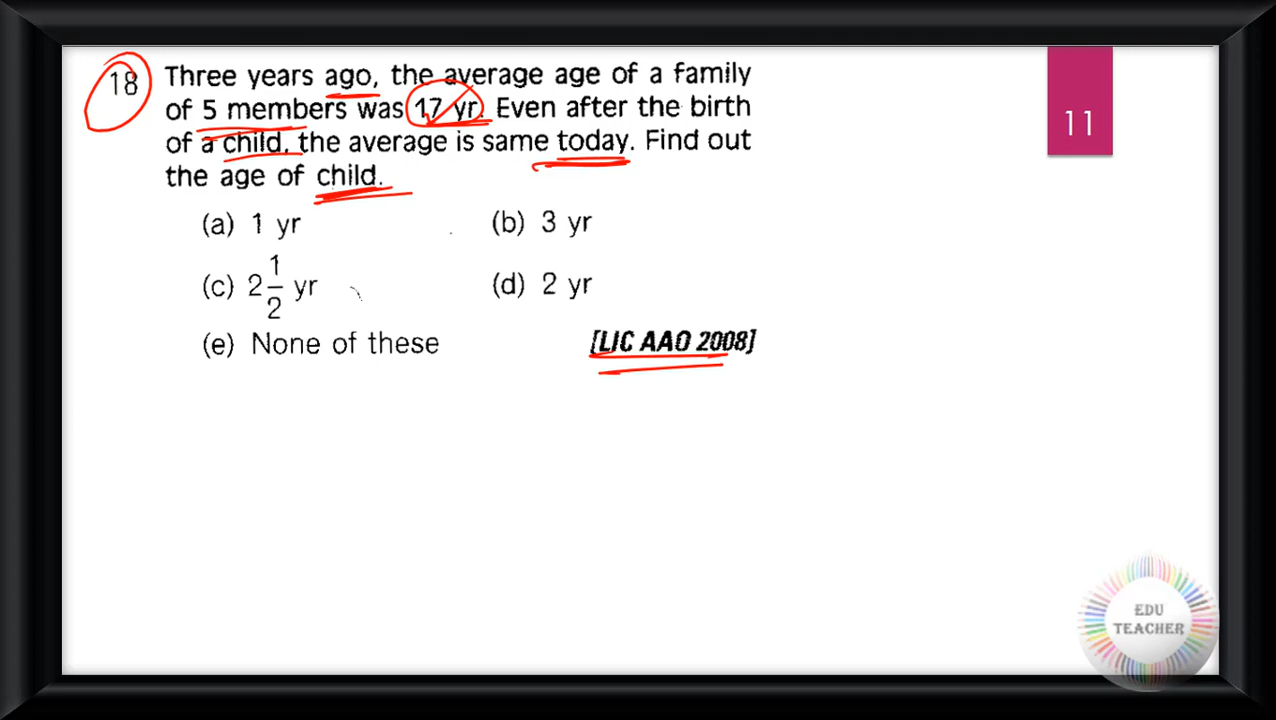 18 Three years ago, the average age of a family
of 5 members was 17 yr. Even after the birth
of a child, the average is same today. Find out
the age of child.
(a) 1 yr (b) 3 yr
(c) 2 1/2 yr (d) 2 yr
(e) None of these [LIC AAO 2008]
11
EDU
TEACHER